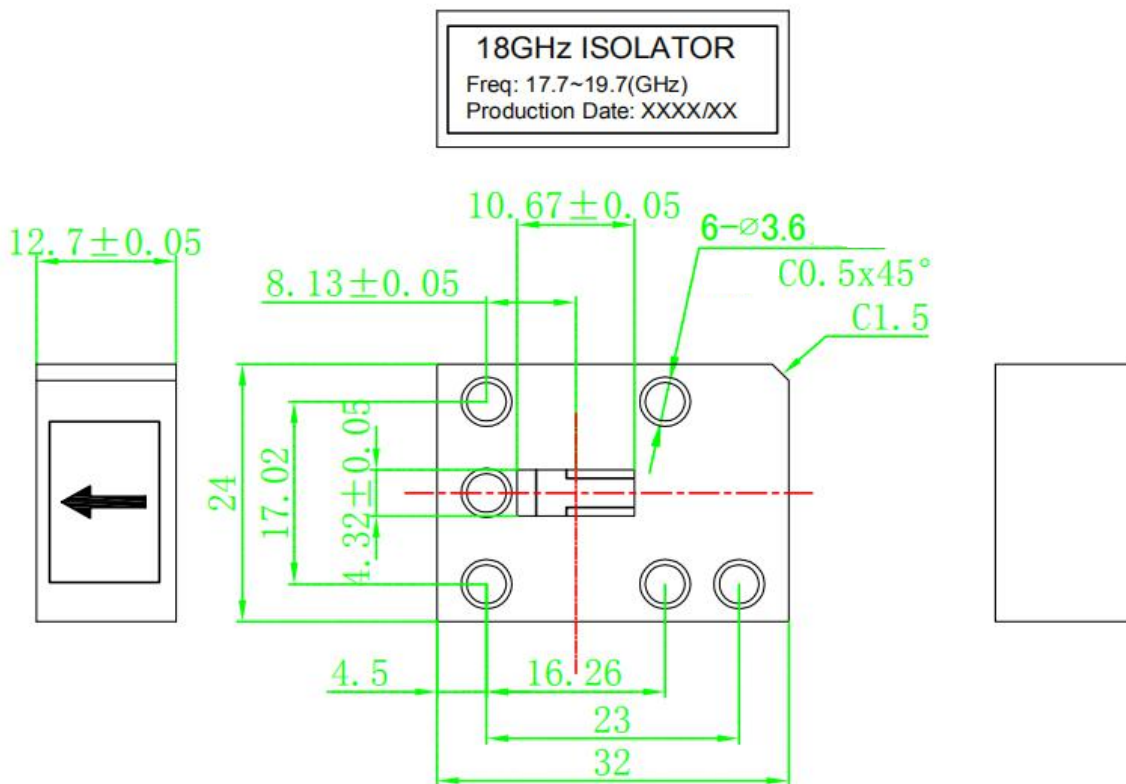 18GHz ISOLATOR
Freq: 17.7~19.7(GHz)
Production Date: XXXX/XX
10.67±0.05
12.7±0.05
6-⌀3.6
8.13±0.05
C0.5x45°
C1.5
24
17.02
4.32±0.05
4.5
16.26
23
32